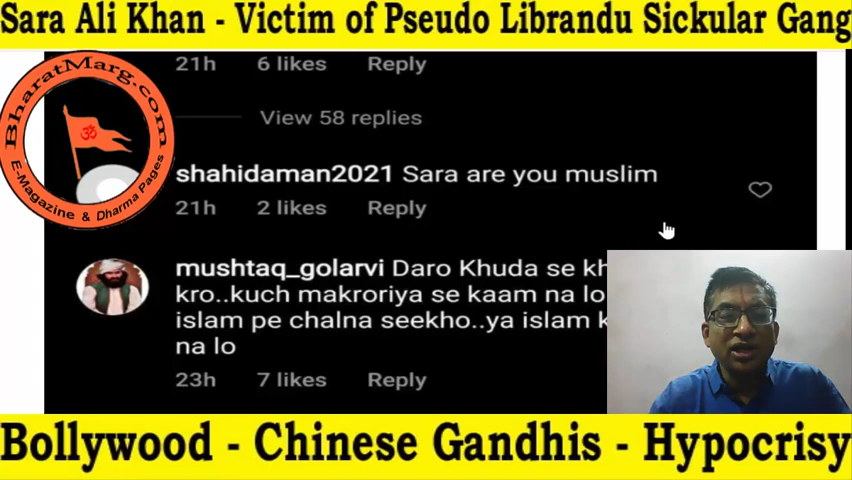 Sara Ali Khan - Victim of Pseudo Librandu Sickular Gang
21h 6 likes Reply
BharatMarg.com
ॐ
E-Magazine & Dharma Pages
View 58 replies
shahidaman2021 Sara are you muslim
21h 2 likes Reply
mushtaq_golarvi Daro Khuda se
kro..kuch makroriya se kaam na lo
islam pe chalna seekho..ya islam
na lo
23h 7 likes Reply
Bollywood - Chinese Gandhis - Hypocrisy